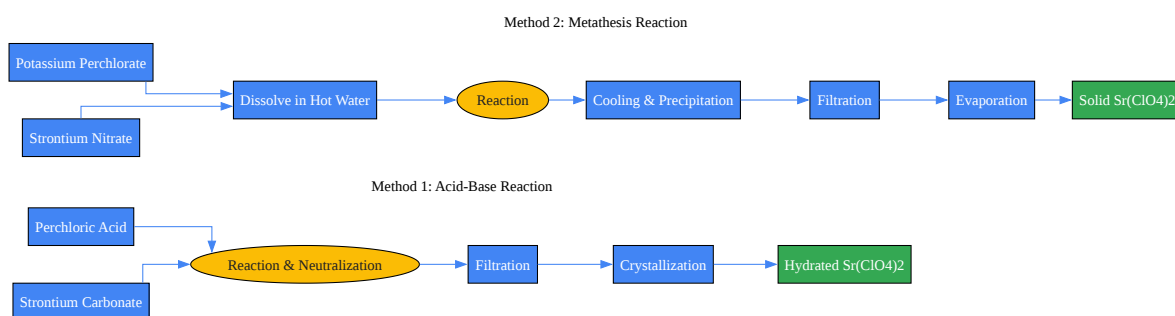 Method 2: Metathesis Reaction
Potassium Perchlorate
Strontium Nitrate
Dissolve in Hot Water
Reaction
Cooling & Precipitation
Filtration
Evaporation
Solid Sr(ClO4)2
Method 1: Acid-Base Reaction
Perchloric Acid
Strontium Carbonate
Reaction & Neutralization
Filtration
Crystallization
Hydrated Sr(ClO4)2